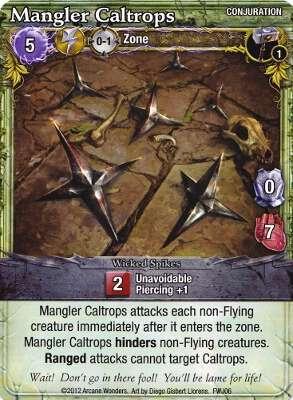 Mangler Caltrops
CONJURATION
5
0-1
Zone
1
0
7
Wicked Spikes
2
Unavoidable
Piercing +1
Mangler Caltrops attacks each non-Flying
creature immediately after it enters the zone.
Mangler Caltrops hinders non-Flying creatures.
Ranged attacks cannot target Caltrops.
Wait! Don't go in there fool! You'll be lame for life!
©2012 Arcane Wonders. Art by Diego Gisbert Llorens. FWJ06